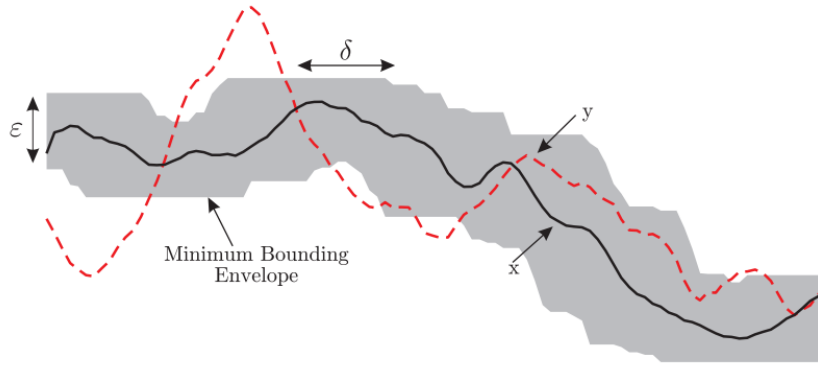 δ
y
ε
Minimum Bounding
Envelope
x